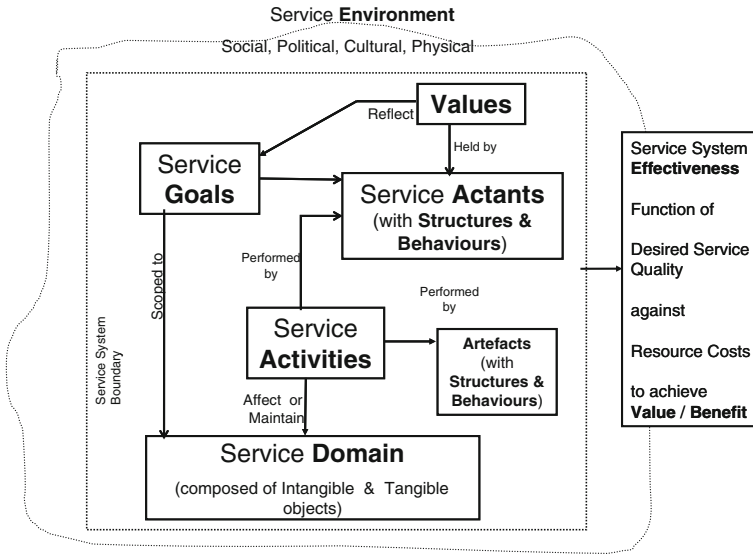 Service Environment
Social, Political, Cultural, Physical
Values
Reflect
Held by
Service
Goals
Service Actants
(with Structures &
Behaviours)
Scoped to
Performed
by
Performed
by
Service
Activities
Artefacts
(with
Structures &
Behaviours)
Service System
Boundary
Affect or
Maintain
Service Domain
(composed of Intangible & Tangible
objects)
Service System
Effectiveness
Function of
Desired Service
Quality
against
Resource Costs
to achieve
Value / Benefit